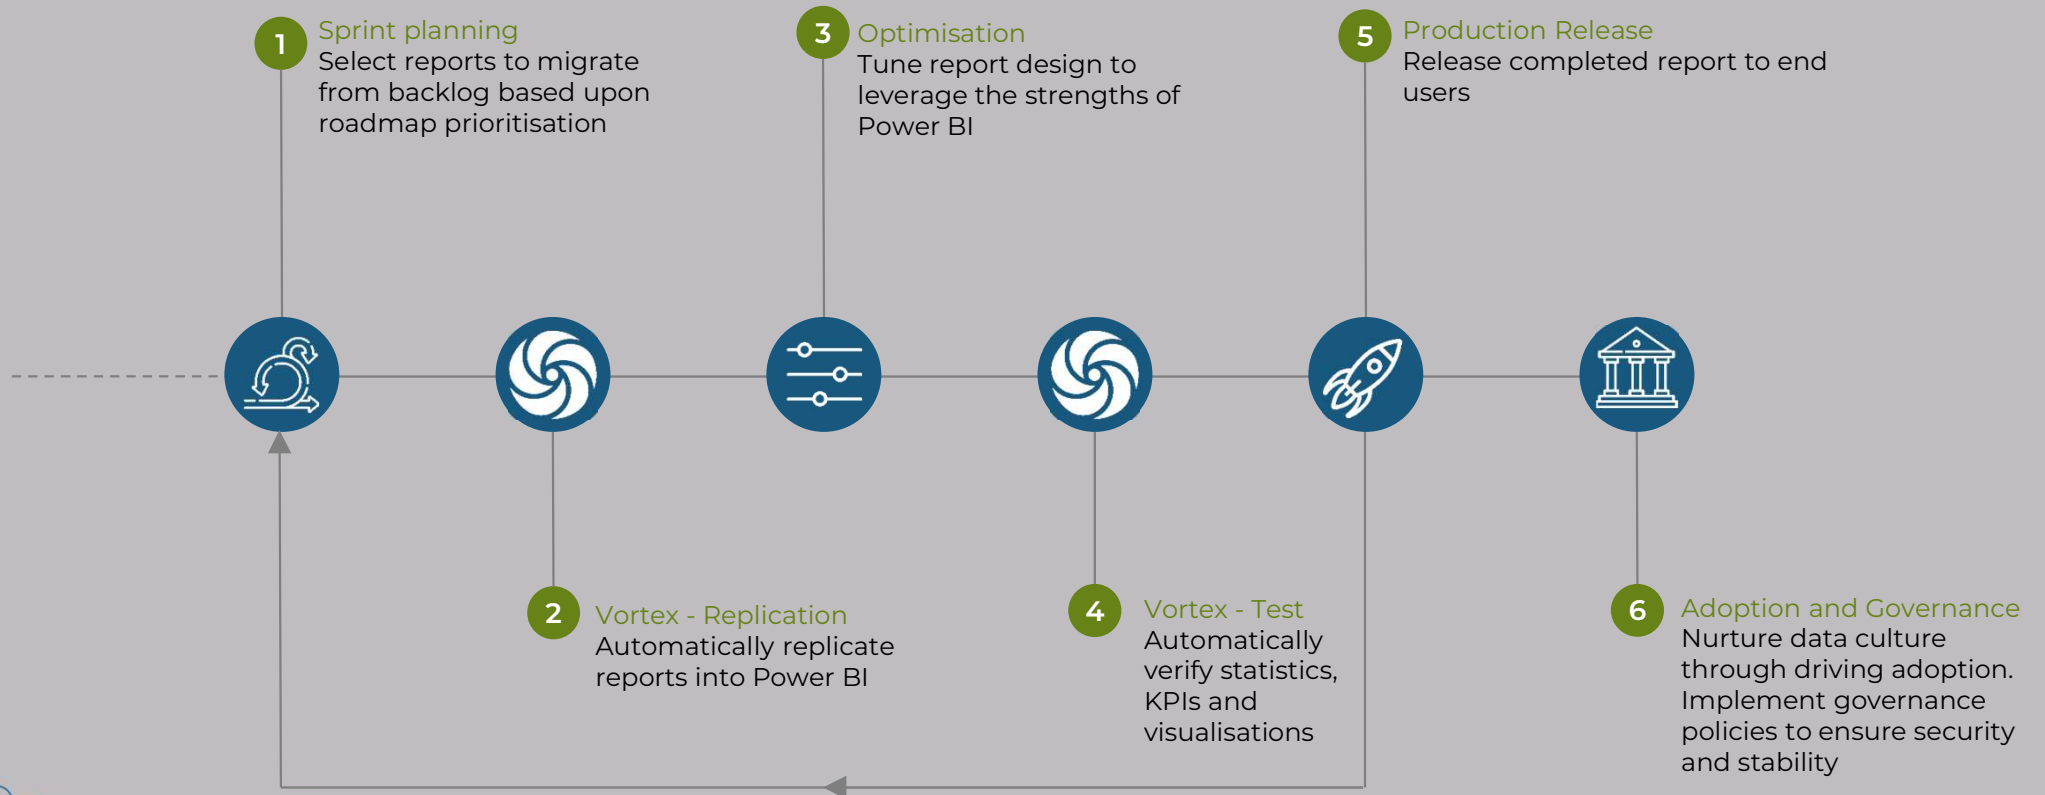 1
Sprint planning
Select reports to migrate
from backlog based upon
roadmap prioritisation
3
Optimisation
Tune report design to
leverage the strengths of
Power BI
5
Production Release
Release completed report to end
users
2
Vortex - Replication
Automatically replicate
reports into Power BI
4
Vortex - Test
Automatically
verify statistics,
KPIs and
visualisations
6
Adoption and Governance
Nurture data culture
through driving adoption.
Implement governance
policies to ensure security
and stability